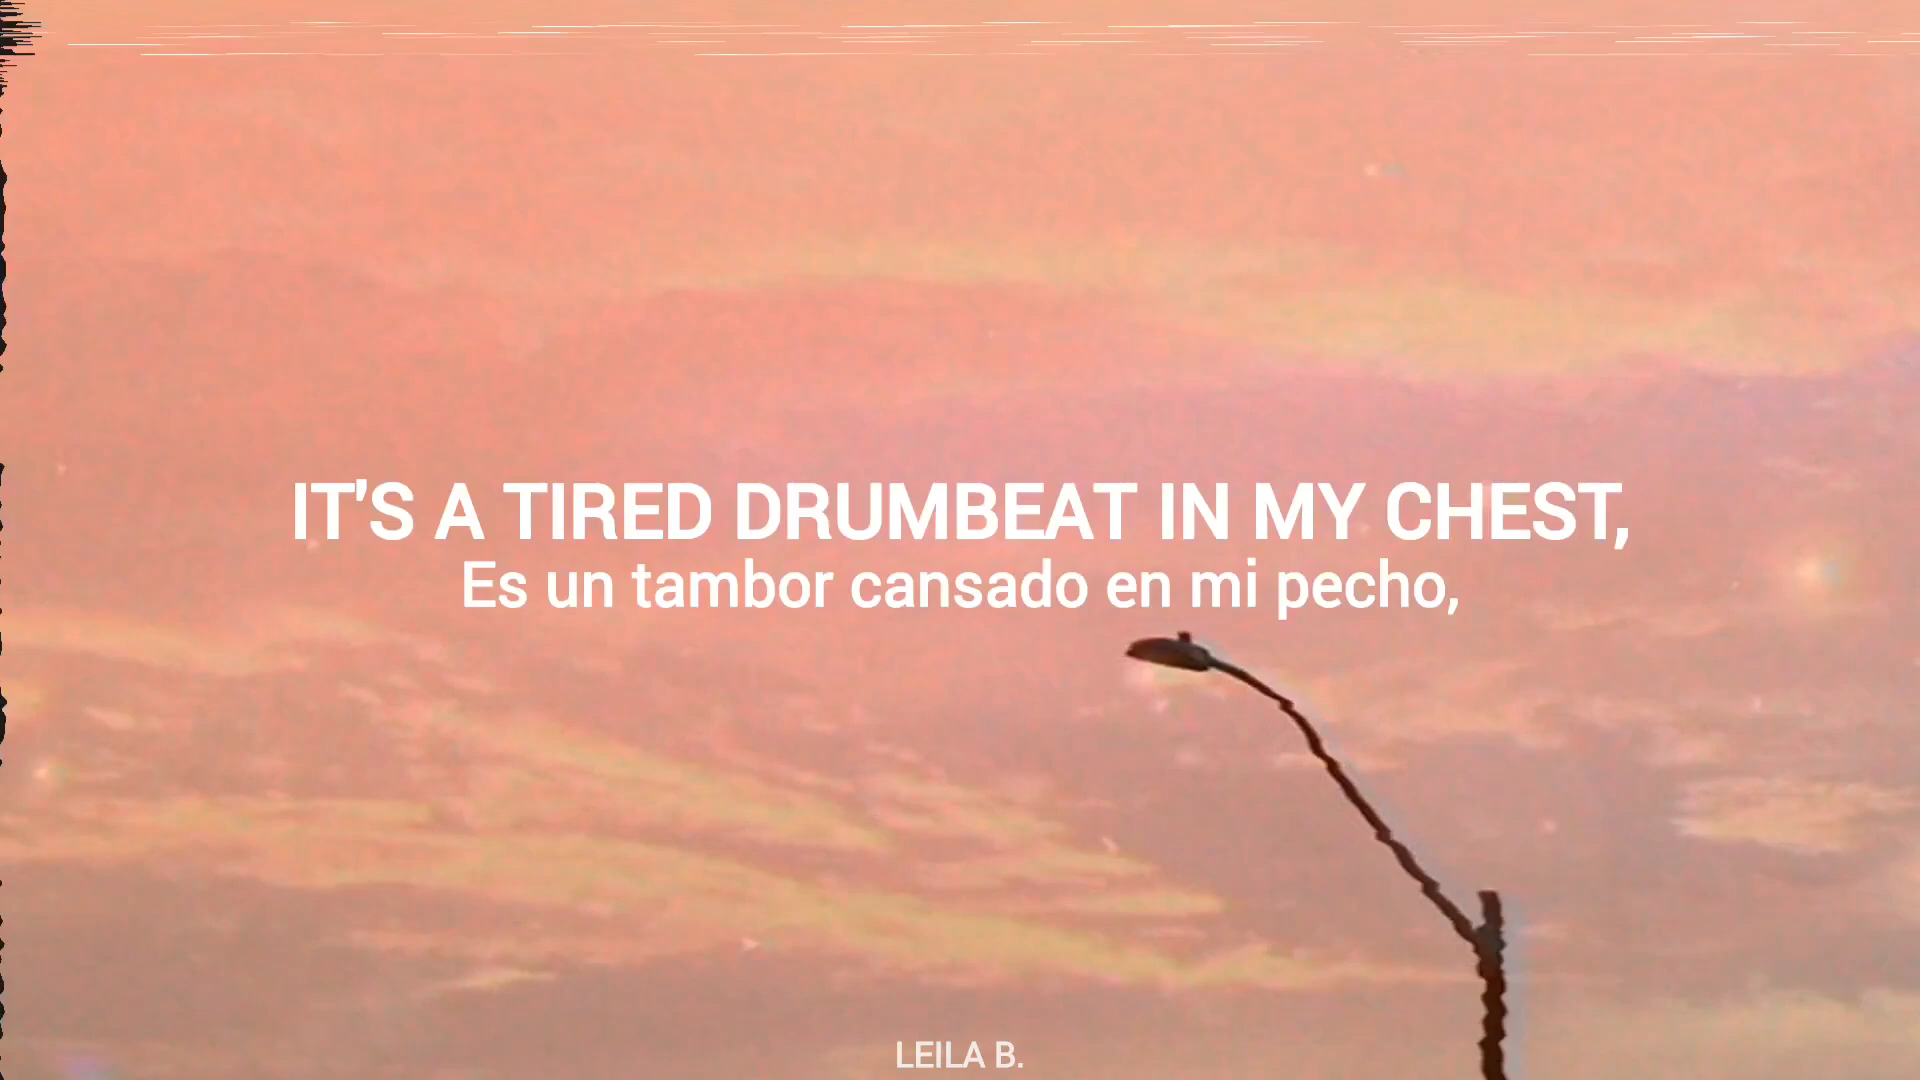 IT'S A TIRED DRUMBEAT IN MY CHEST,
Es un tambor cansado en mi pecho,
LEILA B.